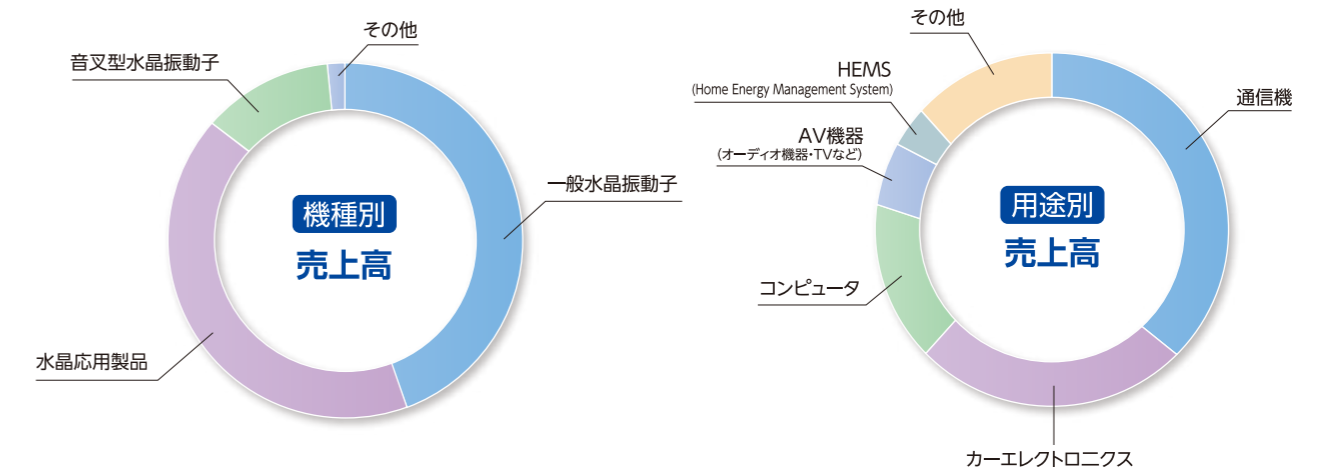 その他
音叉型水晶振動子
一般水晶振動子
機種別
売上高
水晶応用製品
その他
HEMS
(Home Energy Management System)
通信機
AV機器
(オーディオ機器・TVなど)
用途別
売上高
コンピュータ
カーエレクトロニクス